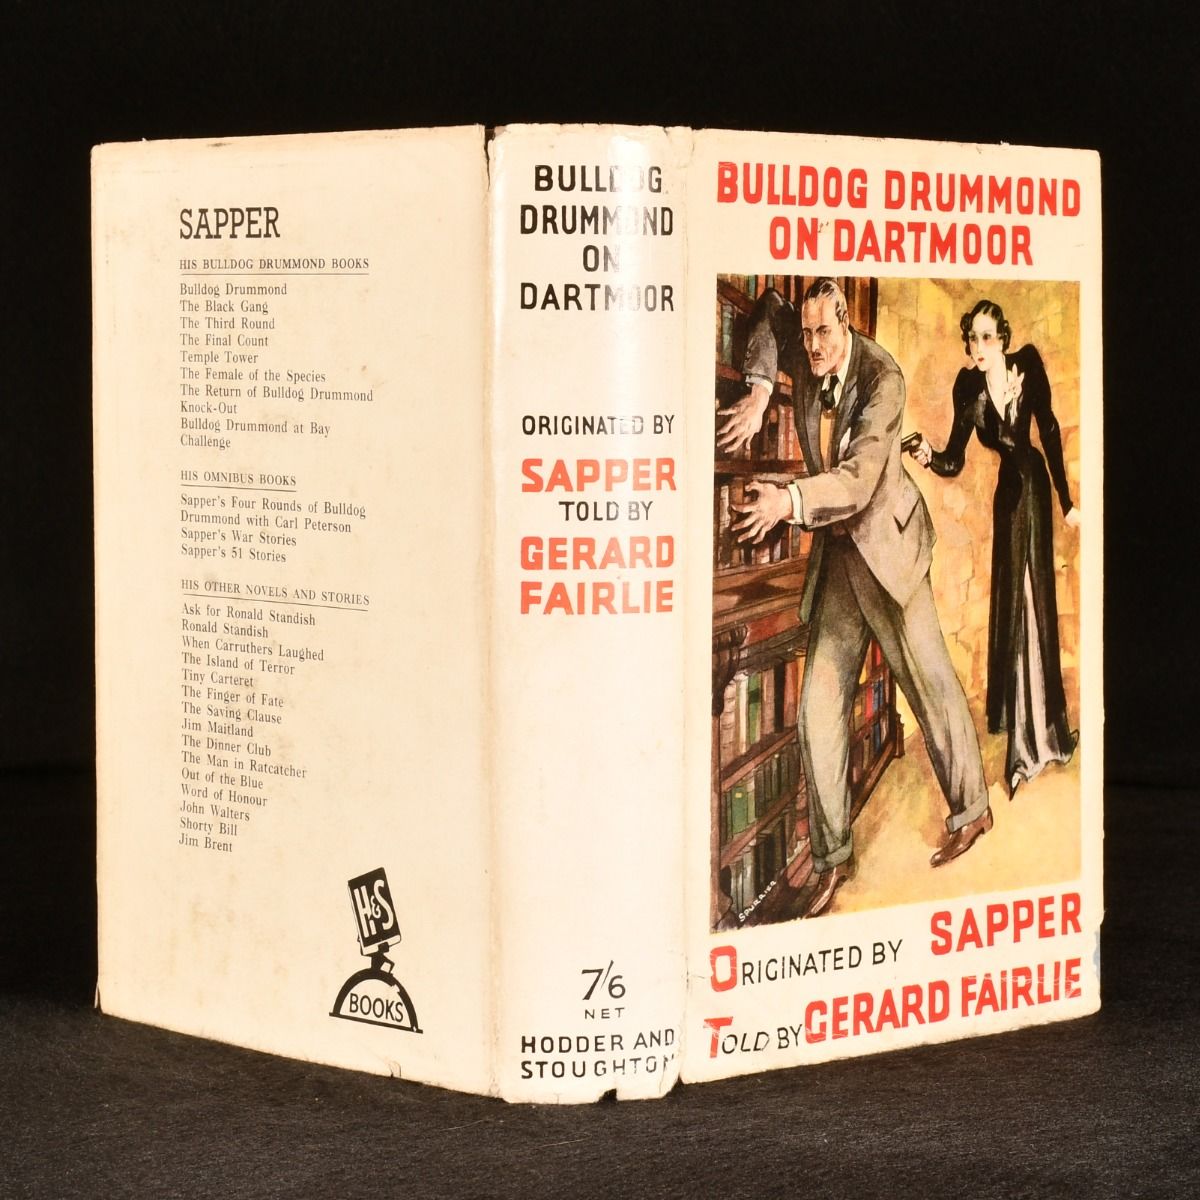 SAPPER
HIS BULLDOG DRUMMOND BOOKS
Bulldog Drummond
The Black Gang
The Third Round
The Final Count
Temple Tower
The Female of the Species
The Return of Bulldog Drummond
Knock-Out
Bulldog Drummond at Bay
Challenge
HIS OMNIBUS BOOKS
Sapper's Four Rounds of Bulldog
Drummond with Carl Peterson
Sapper's War Stories
Sapper's 51 Stories
HIS OTHER NOVELS AND STORIES
Ask for Ronald Standish
Ronald Standish
When Carruthers Laughed
The Island of Terror
Tiny Carteret
The Finger of Fate
The Saving Clause
Jim Maitland
The Dinner Club
The Man in Ratcatcher
Out of the Blue
Word of Honour
John Walters
Shorty Bill
Jim Brent
H&S
BOOKS
BULLDOG
DRUMMOND
ON
DARTMOOR
ORIGINATED BY
SAPPER
TOLD BY
GERARD
FAIRLIE
7/6
NET
HODDER AND
STOUGHTON
BULLDOG DRUMMOND
ON DARTMOOR
SPURRIER
ORIGINATED BY SAPPER
TOLD BY GERARD FAIRLIE